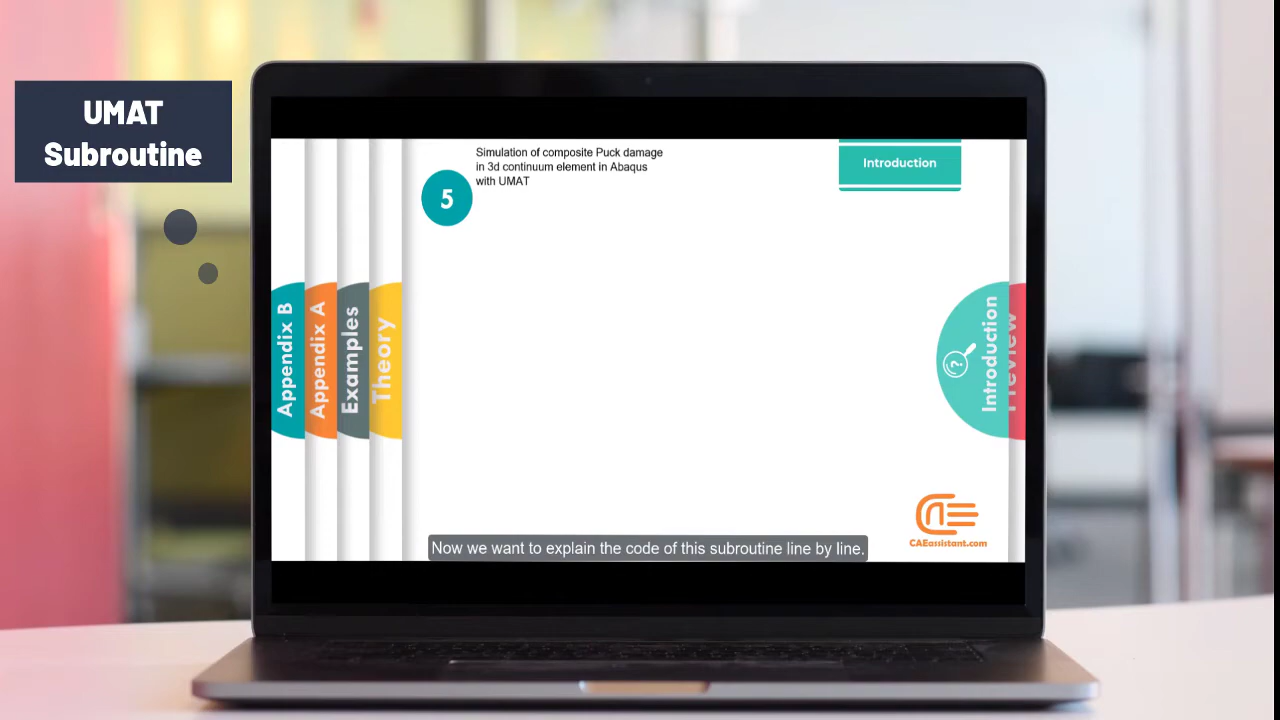 UMAT
Subroutine
Simulation of composite Puck damage
in 3d continuum element in Abaqus
with UMAT
5
Introduction
Appendix B
Appendix A
Examples
Theory
Introduction
Preview
CAEassistant.com
Now we want to explain the code of this subroutine line by line.